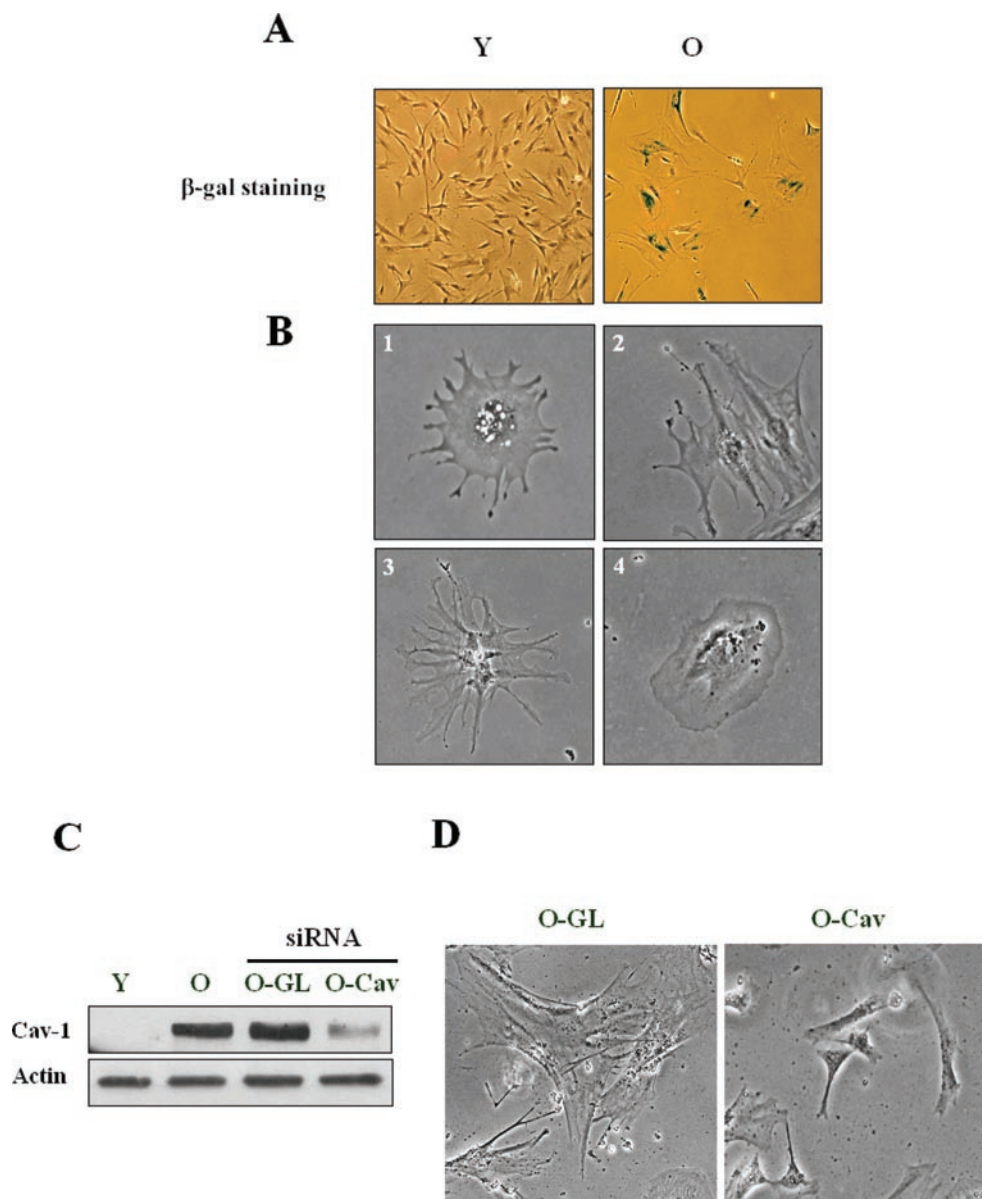 A
Y O
β-gal staining
B
1 2
3 4
C
D
siRNA
Y O O-GL O-Cav
Cav-1
Actin
O-GL O-Cav